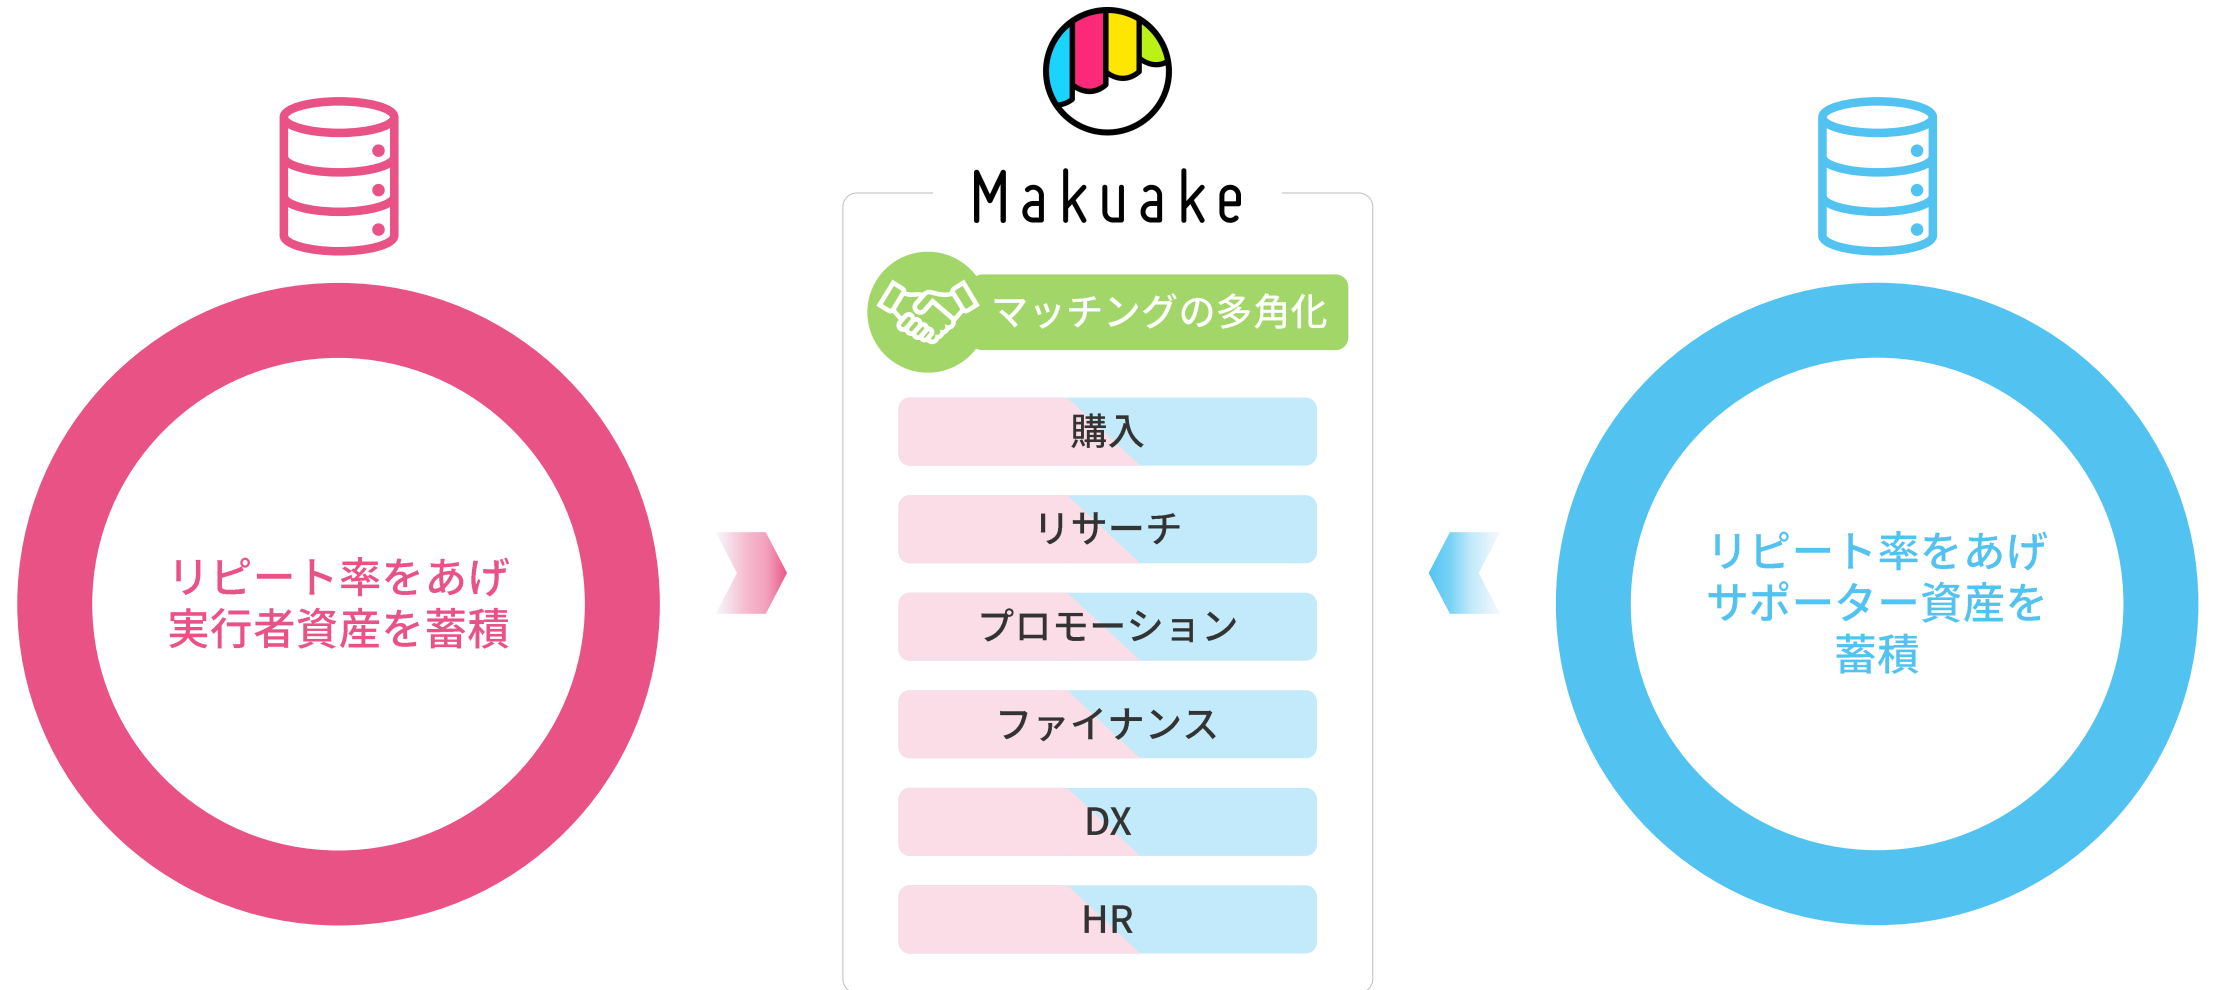 Makuake
マッチングの多角化
購入
リサーチ
プロモーション
ファイナンス
DX
HR
リピート率をあげ
実行者資産を蓄積
リピート率をあげ
サポーター資産を
蓄積